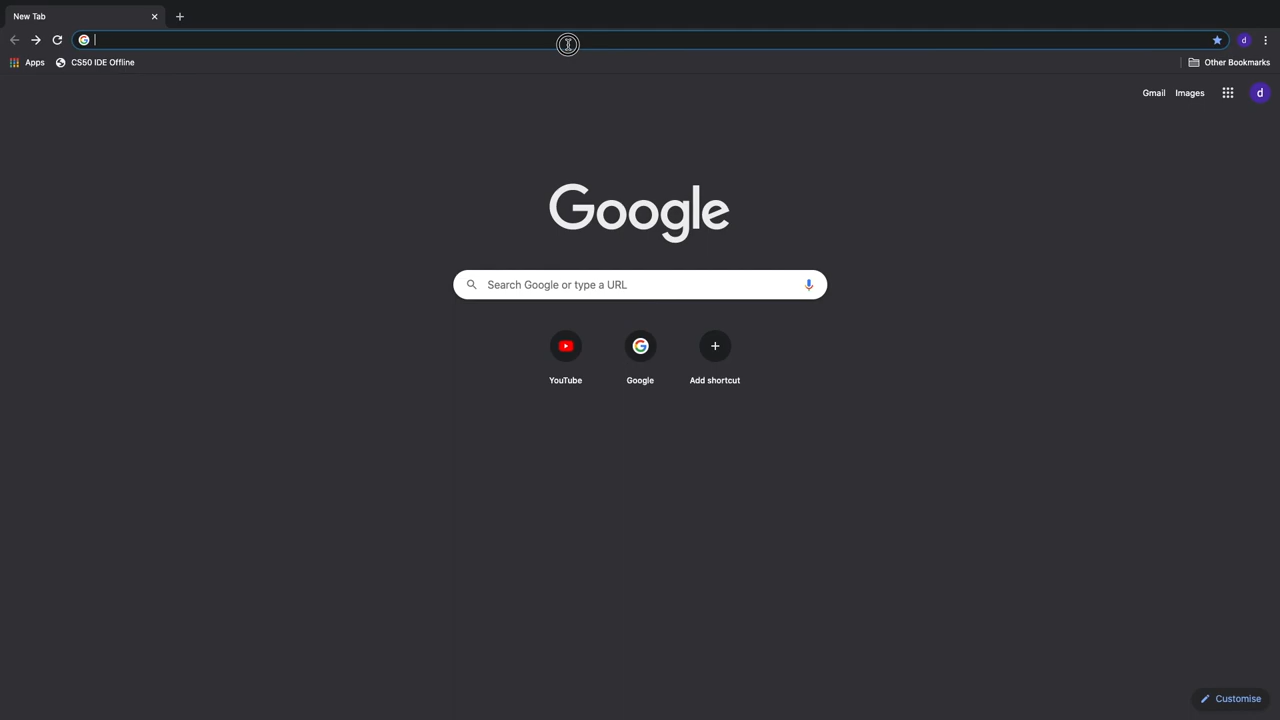 New Tab
Apps
CS50 IDE Offline
Other Bookmarks
Gmail
Images
d
Google
Search Google or type a URL
YouTube
Google
Add shortcut
Customise